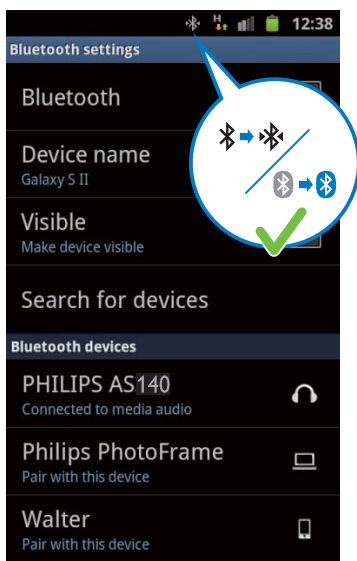 H
12:38
Bluetooth settings
Bluetooth
Device name
Galaxy S II
Visible
Make device visible
Search for devices
Bluetooth devices
PHILIPS AS140
Connected to media audio
Philips PhotoFrame
Pair with this device
Walter
Pair with this device